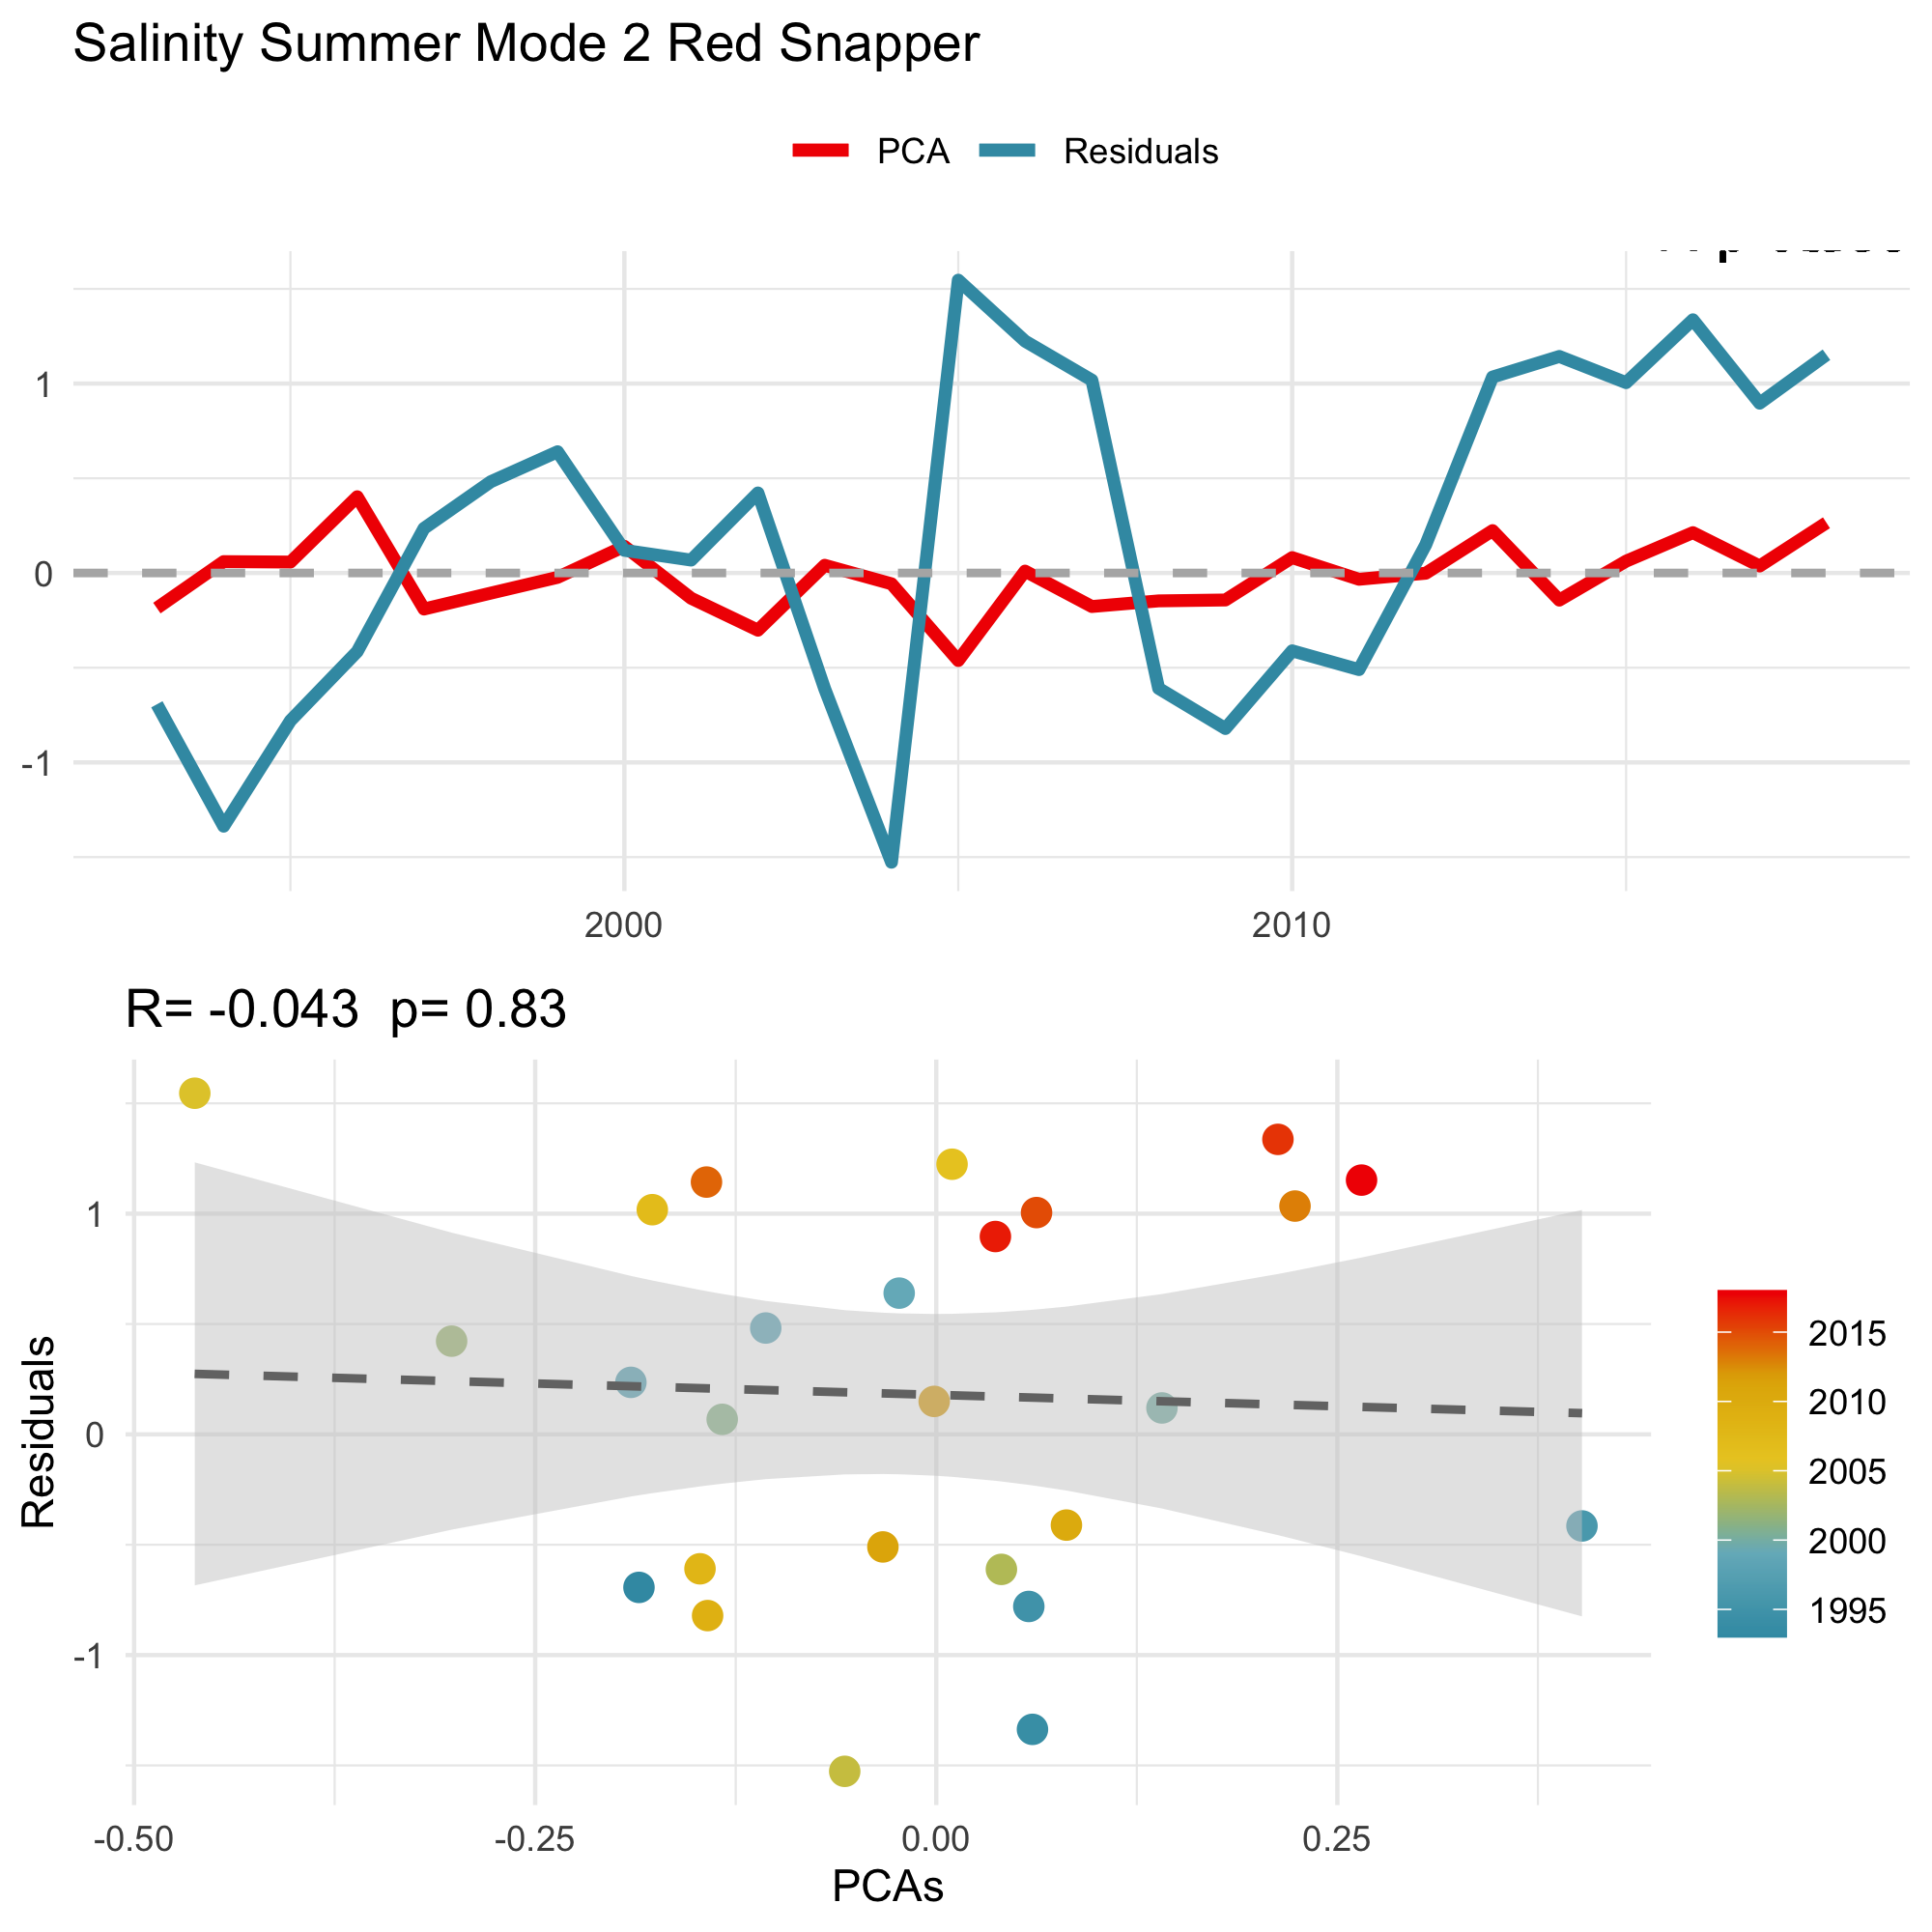 Salinity Summer Mode 2 Red Snapper
PCA Residuals
1
0
-1
2000 2010
R= -0.043 p= 0.83
Residuals
1
0
-1
-0.50 -0.25 0.00 0.25
PCAs
2015
2010
2005
2000
1995